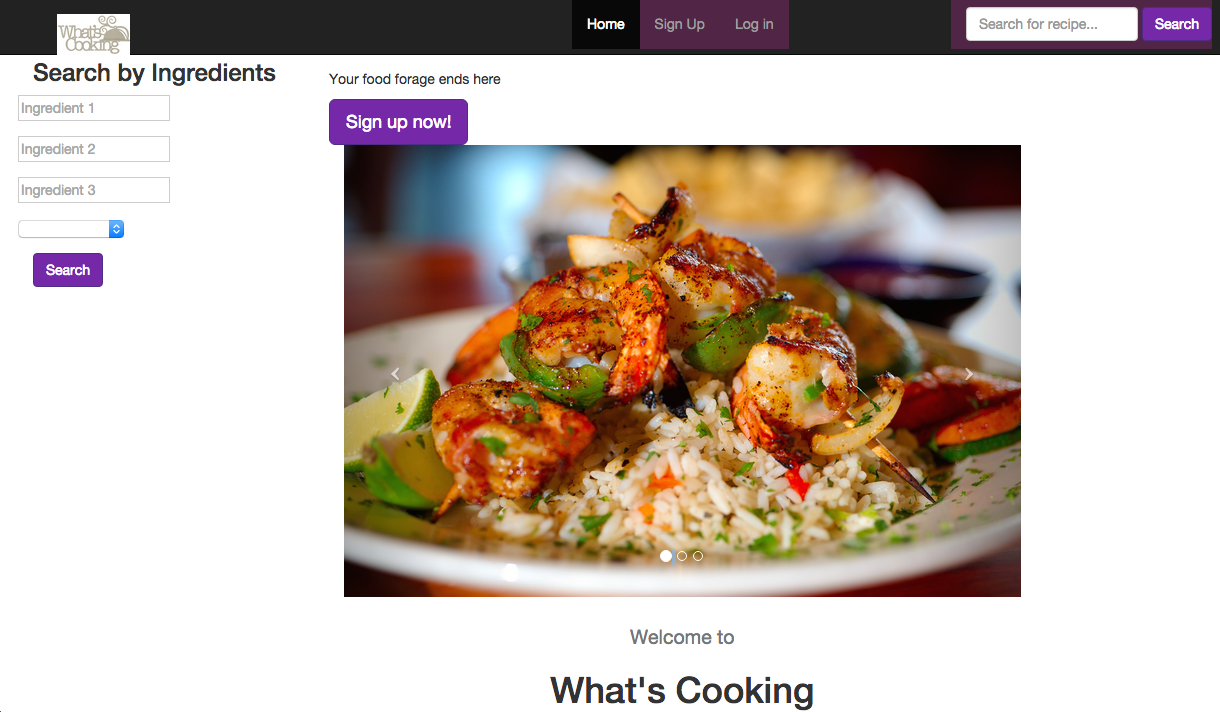 What's
Cooking
Home
Sign Up
Log in
Search for recipe...
Search
Search by Ingredients
Ingredient 1
Ingredient 2
Ingredient 3
Search
Your food forage ends here
Sign up now!
Welcome to
What's Cooking